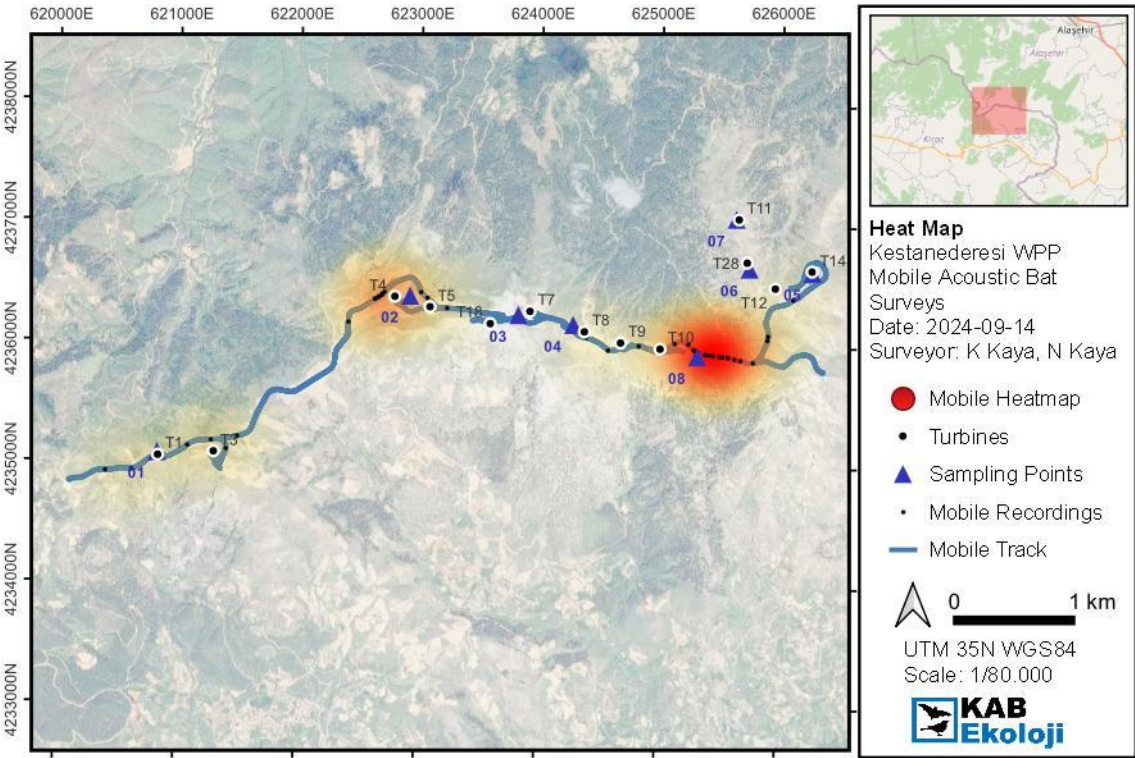 620000E 621000E 622000E 623000E 624000E 625000E 626000E
4238000N
4237000N
4236000N
4235000N
4234000N
4233000N
T11
07
T28
06
T14
05
T12
T4
02
T5
T18
03
T7
04
T8
T9
T10
08
T1
01
T3
Alaşehir
Alaşehir
Kiraz
Heat Map
Kestanederesi WPP
Mobile Acoustic Bat
Surveys
Date: 2024-09-14
Surveyor: K Kaya, N Kaya
Mobile Heatmap
Turbines
Sampling Points
Mobile Recordings
Mobile Track
0 1 km
UTM 35N WGS84
Scale: 1/80.000
KAB
Ekoloji